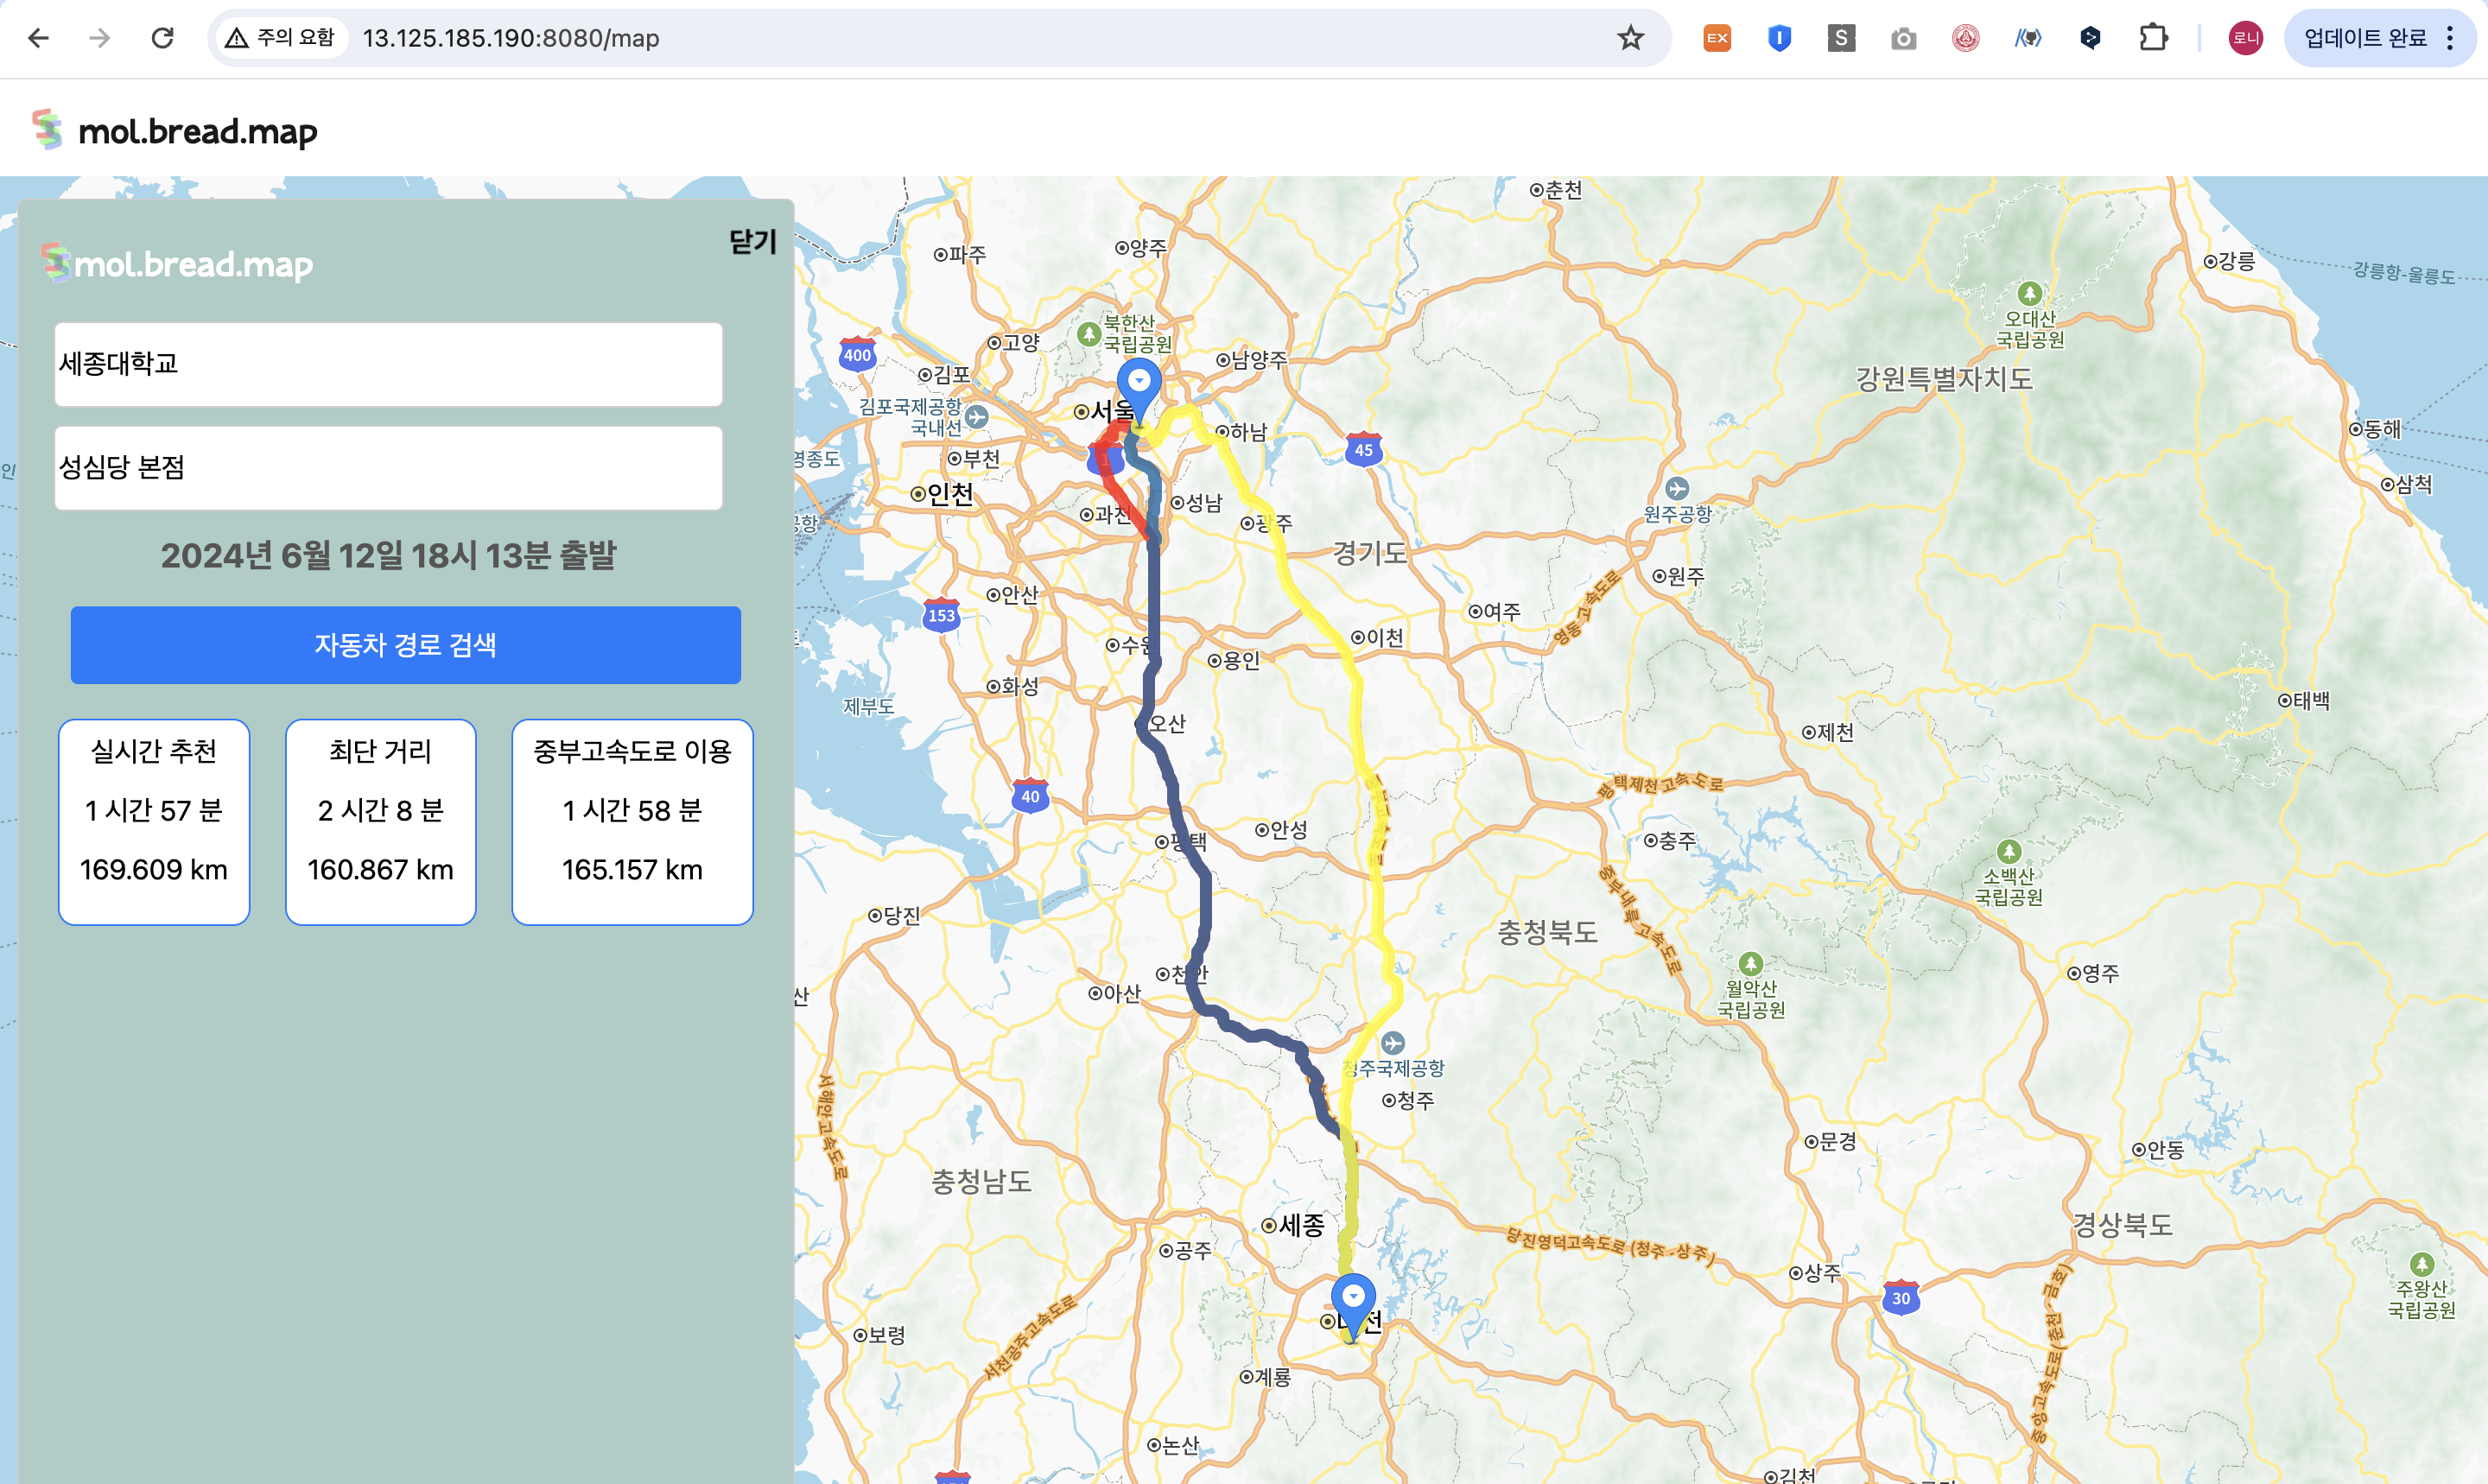 주의 요함
13.125.185.190:8080/map
EX
S
로니
업데이트 완료
mol.bread.map
닫기
mol.bread.map
세종대학교
성심당 본점
2024년 6월 12일 18시 13분 출발
자동차 경로 검색
실시간 추천
1 시간 57 분
169.609 km
최단 거리
2 시간 8 분
160.867 km
중부고속도로 이용
1 시간 58 분
165.157 km
춘천
파주
양주
강릉
강릉항-울릉도
오대산
국립공원
북한산
국립공원
고양
400
남양주
김포
강원특별자치도
김포국제공항
국내선
서울
하남
동해
45
부천
영종도
인천
성남
삼척
원주공항
과천
광주
경기도
원주
안산
153
여주
영동고속도로
이천
수원
용인
화성
제부도
태백
오산
제천
평택제천고속도로
40
안성
평택
충주
소백산
국립공원
당진
충청북도
중부내륙고속도로
천안
아산
월악산
국립공원
영주
청주국제공항
청주
서해안고속도로
문경
안동
충청남도
세종
공주
당진영덕고속도로 (청주-상주)
경상북도
상주
30
주왕산
국립공원
중앙고속도로(춘천-금호)
서천공주고속도로
보령
계룡
논산
김천